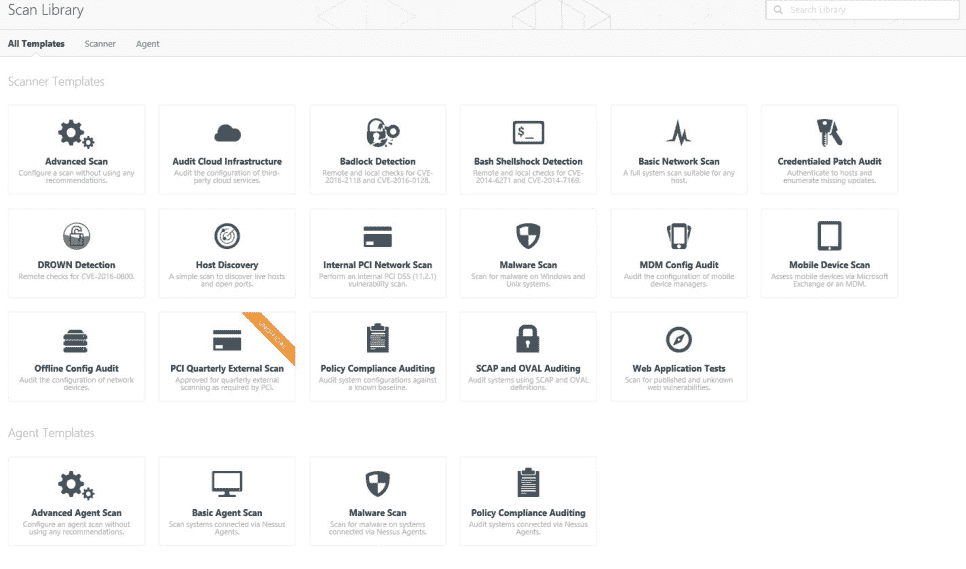 Scan Library
Search Library
All Templates
Scanner
Agent
Scanner Templates
Advanced Scan
Configure a scan without using any
recommendations.
Audit Cloud Infrastructure
Audit the configuration of third-
party cloud services.
Badlock Detection
Remote and local checks for CVE-
2016-2118 and CVE-2016-0128.
Bash Shellshock Detection
Remote and local checks for CVE-
2014-6271 and CVE-2014-7169.
Basic Network Scan
A full system scan suitable for any
host.
Credentialed Patch Audit
Authenticate to hosts and
enumerate missing updates.
DROWN Detection
Remote checks for CVE-2016-0800.
Host Discovery
A simple scan to discover live hosts
and open ports.
Internal PCI Network Scan
Perform an internal PCI DSS (11.2.1)
vulnerability scan.
Malware Scan
Scan for malware on Windows and
Unix systems.
MDM Config Audit
Audit the configuration of mobile
device managers.
Mobile Device Scan
Assess mobile devices via Microsoft
Exchange or an MDM.
Offline Config Audit
Audit the configuration of network
devices.
PCI Quarterly External Scan
Approved for quarterly external
scanning as required by PCI.
Policy Compliance Auditing
Audit system configurations against
a known baseline.
SCAP and OVAL Auditing
Audit systems using SCAP and OVAL
definitions.
Web Application Tests
Scan for published and unknown
web vulnerabilities.
Agent Templates
Advanced Agent Scan
Configure an agent scan without
using any recommendations.
Basic Agent Scan
Scan systems connected via Nessus
Agents.
Malware Scan
Scan for malware on systems
connected via Nessus Agents.
Policy Compliance Auditing
Audit systems connected via Nessus
Agents.